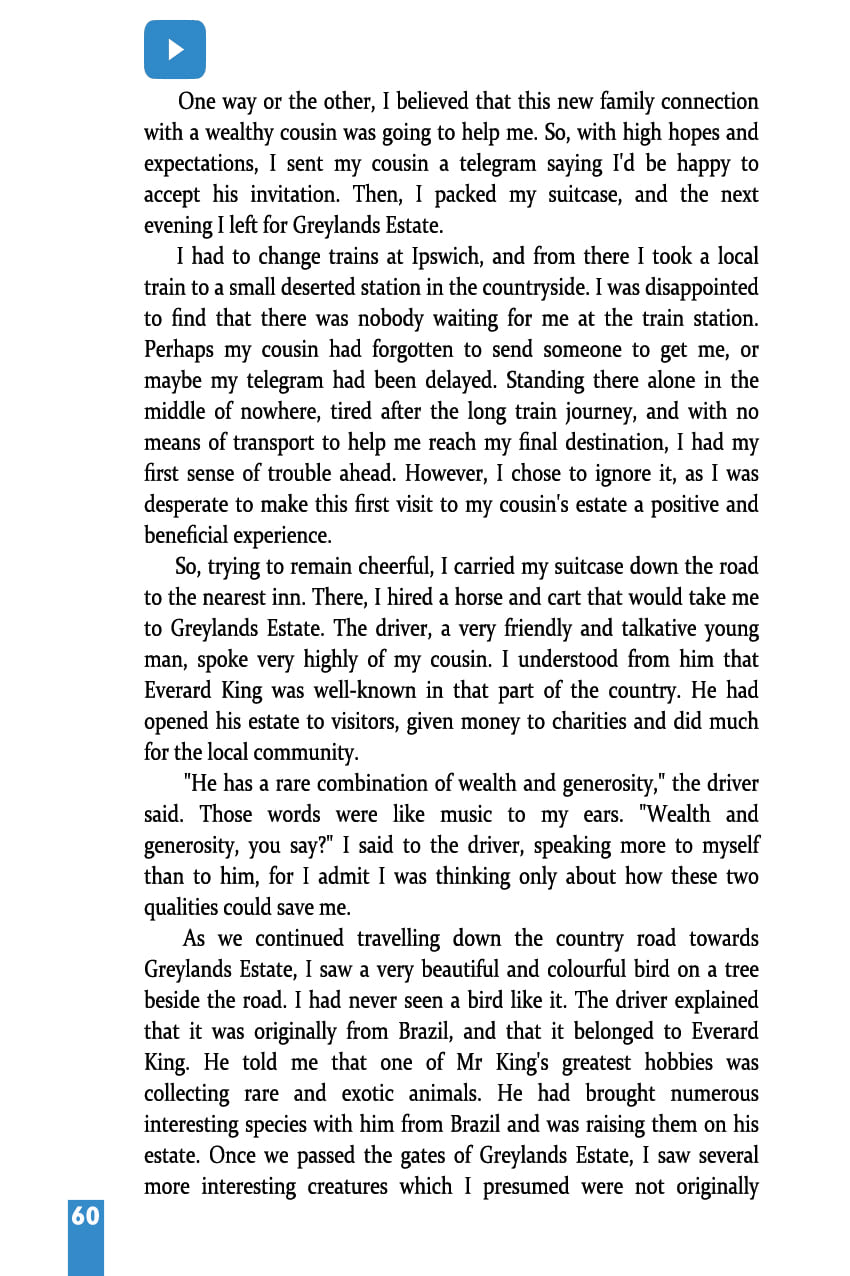 One way or the other, I believed that this new family connection
with a wealthy cousin was going to help me. So, with high hopes and
expectations, I sent my cousin a telegram saying I'd be happy to
accept his invitation. Then, I packed my suitcase, and the next
evening I left for Greylands Estate.
I had to change trains at Ipswich, and from there I took a local
train to a small deserted station in the countryside. I was disappointed
to find that there was nobody waiting for me at the train station.
Perhaps my cousin had forgotten to send someone to get me, or
maybe my telegram had been delayed. Standing there alone in the
middle of nowhere, tired after the long train journey, and with no
means of transport to help me reach my final destination, I had my
first sense of trouble ahead. However, I chose to ignore it, as I was
desperate to make this first visit to my cousin's estate a positive and
beneficial experience.
So, trying to remain cheerful, I carried my suitcase down the road
to the nearest inn. There, I hired a horse and cart that would take me
to Greylands Estate. The driver, a very friendly and talkative young
man, spoke very highly of my cousin. I understood from him that
Everard King was well-known in that part of the country. He had
opened his estate to visitors, given money to charities and did much
for the local community.
"He has a rare combination of wealth and generosity," the driver
said. Those words were like music to my ears. "Wealth and
generosity, you say?" I said to the driver, speaking more to myself
than to him, for I admit I was thinking only about how these two
qualities could save me.
As we continued travelling down the country road towards
Greylands Estate, I saw a very beautiful and colourful bird on a tree
beside the road. I had never seen a bird like it. The driver explained
that it was originally from Brazil, and that it belonged to Everard
King. He told me that one of Mr King's greatest hobbies was
collecting rare and exotic animals. He had brought numerous
interesting species with him from Brazil and was raising them on his
estate. Once we passed the gates of Greylands Estate, I saw several
more interesting creatures which I presumed were not originally
60